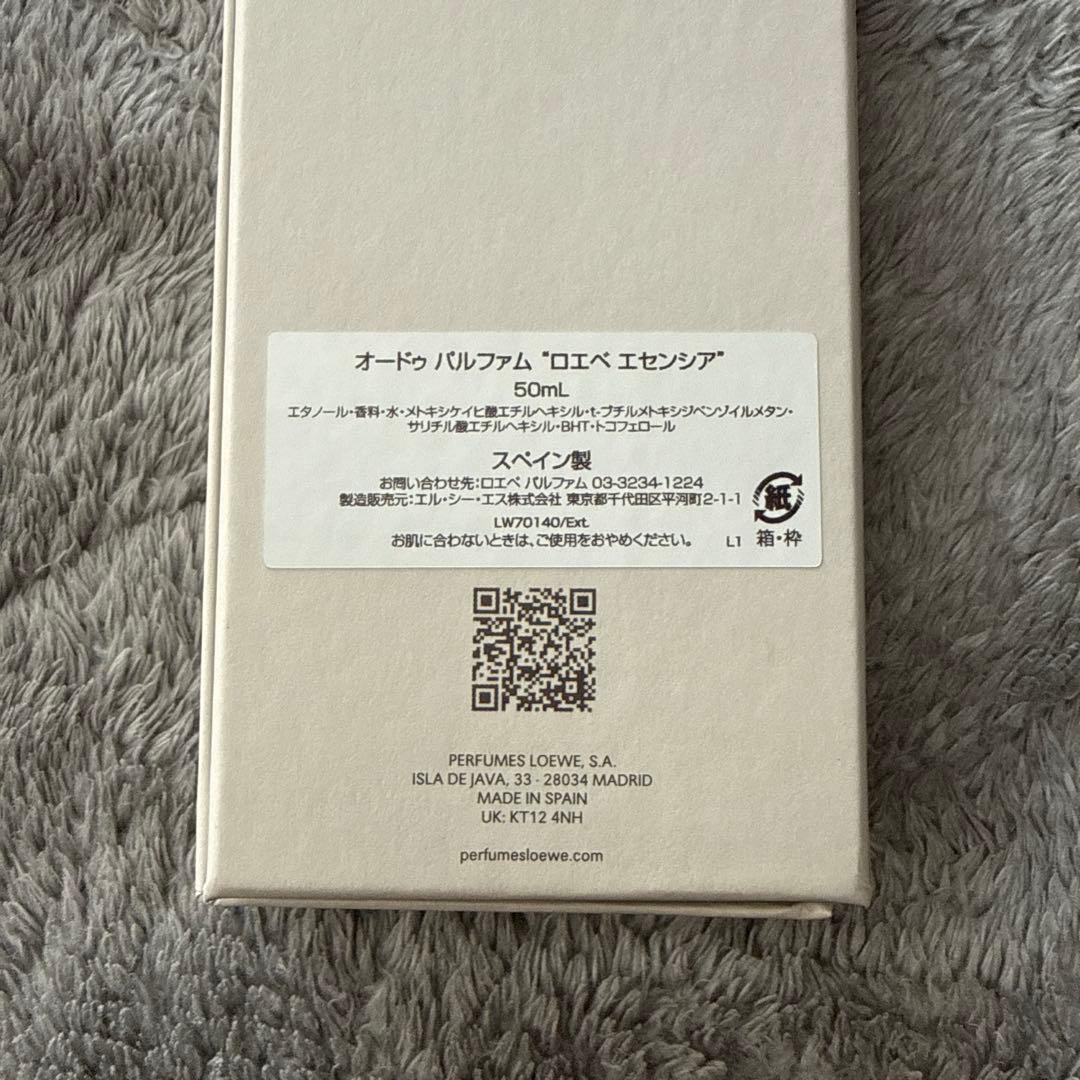 オードゥ パルファム “ロエベ エセンシア”
50mL
エタノール・香料・水・メトキシケイヒ酸エチルヘキシル・t-ブチルメトキシジベンゾイルメタン・
サリチル酸エチルヘキシル・BHT・トコフェロール
スペイン製
お問い合わせ先：ロエベ パルファム 03-3234-1224
製造販売元：エル・シー・エス株式会社 東京都千代田区平河町2-1-1
LW70140/Ext.
お肌に合わないときは、ご使用をおやめください。
L1
紙
箱・枠
PERFUMES LOEWE, S.A.
ISLA DE JAVA, 33 - 28034 MADRID
MADE IN SPAIN
UK: KT12 4NH
perfumesloewe.com